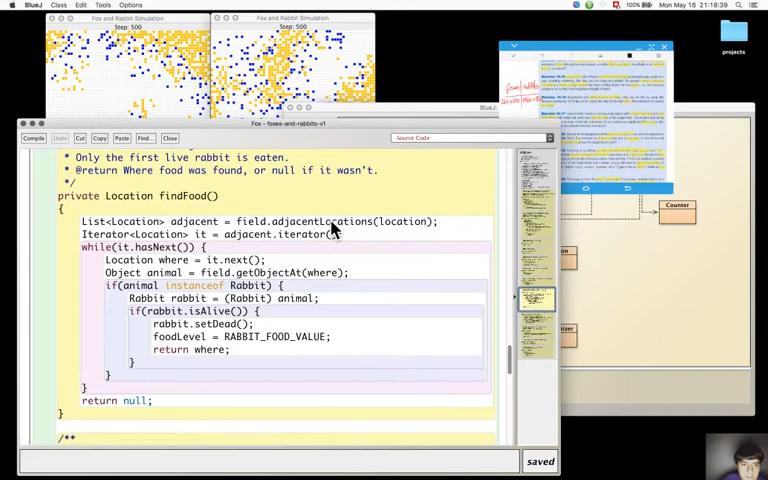 BlueJ Class Edit Tools Options
100% Mon May 16 21:18:39
Fox and Rabbit Simulation
Step: 500
Fox and Rabbit Simulation
Step: 500
projects
BlueJ:
Fox - foxes-and-rabbits-v1
Compile Undo Cut Copy Paste Find... Close Source Code
* Only the first live rabbit is eaten.
* @return Where food was found, or null if it wasn't.
*/
private Location findFood()
{
List<Location> adjacent = field.adjacentLocations(location);
Iterator<Location> it = adjacent.iterator();
while(it.hasNext()) {
Location where = it.next();
Object animal = field.getObjectAt(where);
if(animal instanceof Rabbit) {
Rabbit rabbit = (Rabbit) animal;
if(rabbit.isAlive()) {
rabbit.setDead();
foodLevel = RABBIT_FOOD_VALUE;
return where;
}
}
}
return null;
}
/**
saved
Counter